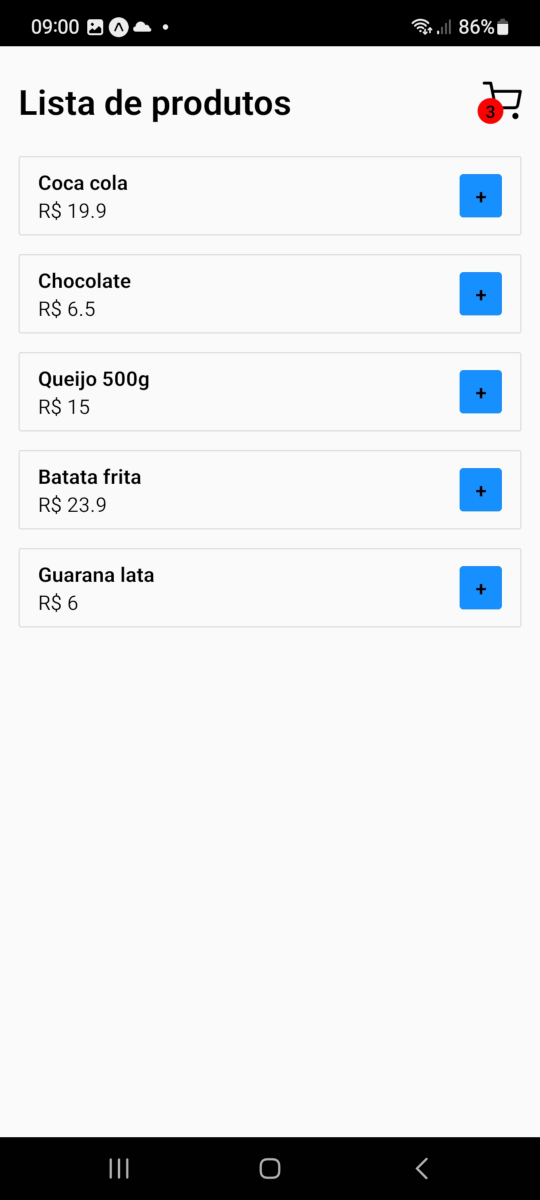 09:00
86%
Lista de produtos
3
Coca cola
R$ 19.9
+
Chocolate
R$ 6.5
+
Queijo 500g
R$ 15
+
Batata frita
R$ 23.9
+
Guarana lata
R$ 6
+